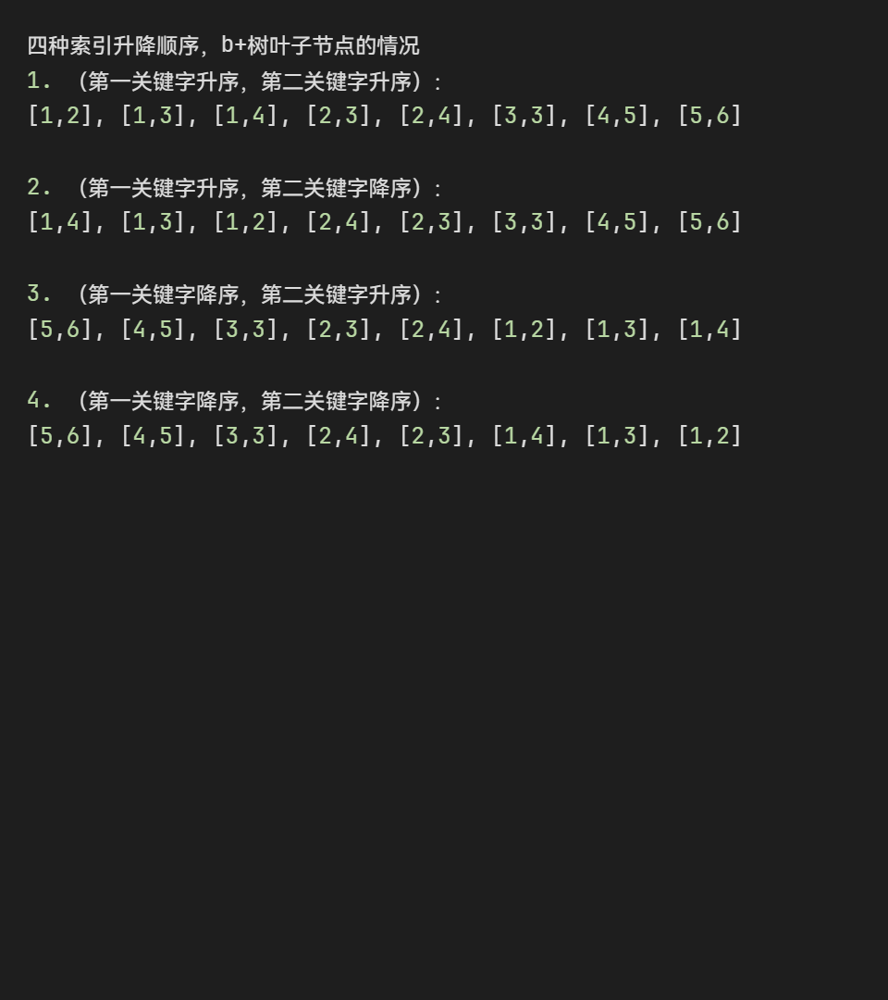 四种索引升降顺序，b+树叶子节点的情况
1. （第一关键字升序，第二关键字升序）：
[1,2], [1,3], [1,4], [2,3], [2,4], [3,3], [4,5], [5,6]
2. （第一关键字升序，第二关键字降序）：
[1,4], [1,3], [1,2], [2,4], [2,3], [3,3], [4,5], [5,6]
3. （第一关键字降序，第二关键字升序）：
[5,6], [4,5], [3,3], [2,3], [2,4], [1,2], [1,3], [1,4]
4. （第一关键字降序，第二关键字降序）：
[5,6], [4,5], [3,3], [2,4], [2,3], [1,4], [1,3], [1,2]